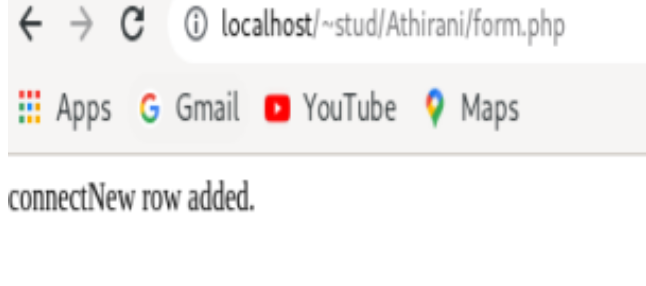 localhost/~stud/Athirani/form.php
Apps Gmail YouTube Maps
connectNew row added.